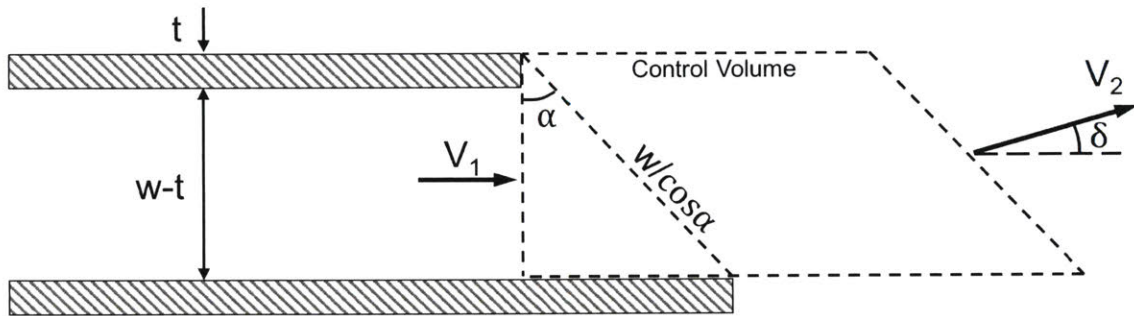 t
Control Volume
V₂
α
δ
V₁
w/cosα
w-t